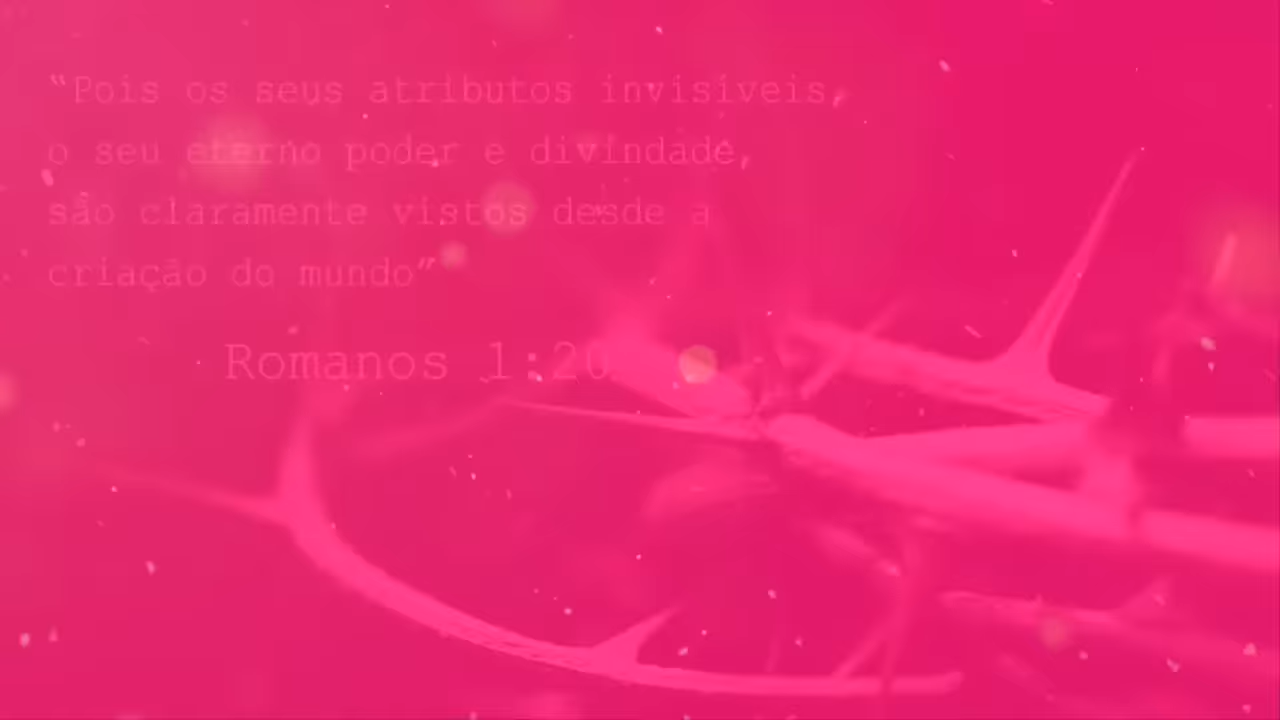 “Pois os seus atributos invisíveis,
o seu eterno poder e divindade,
são claramente vistos desde a
criação do mundo”
Romanos 1:20